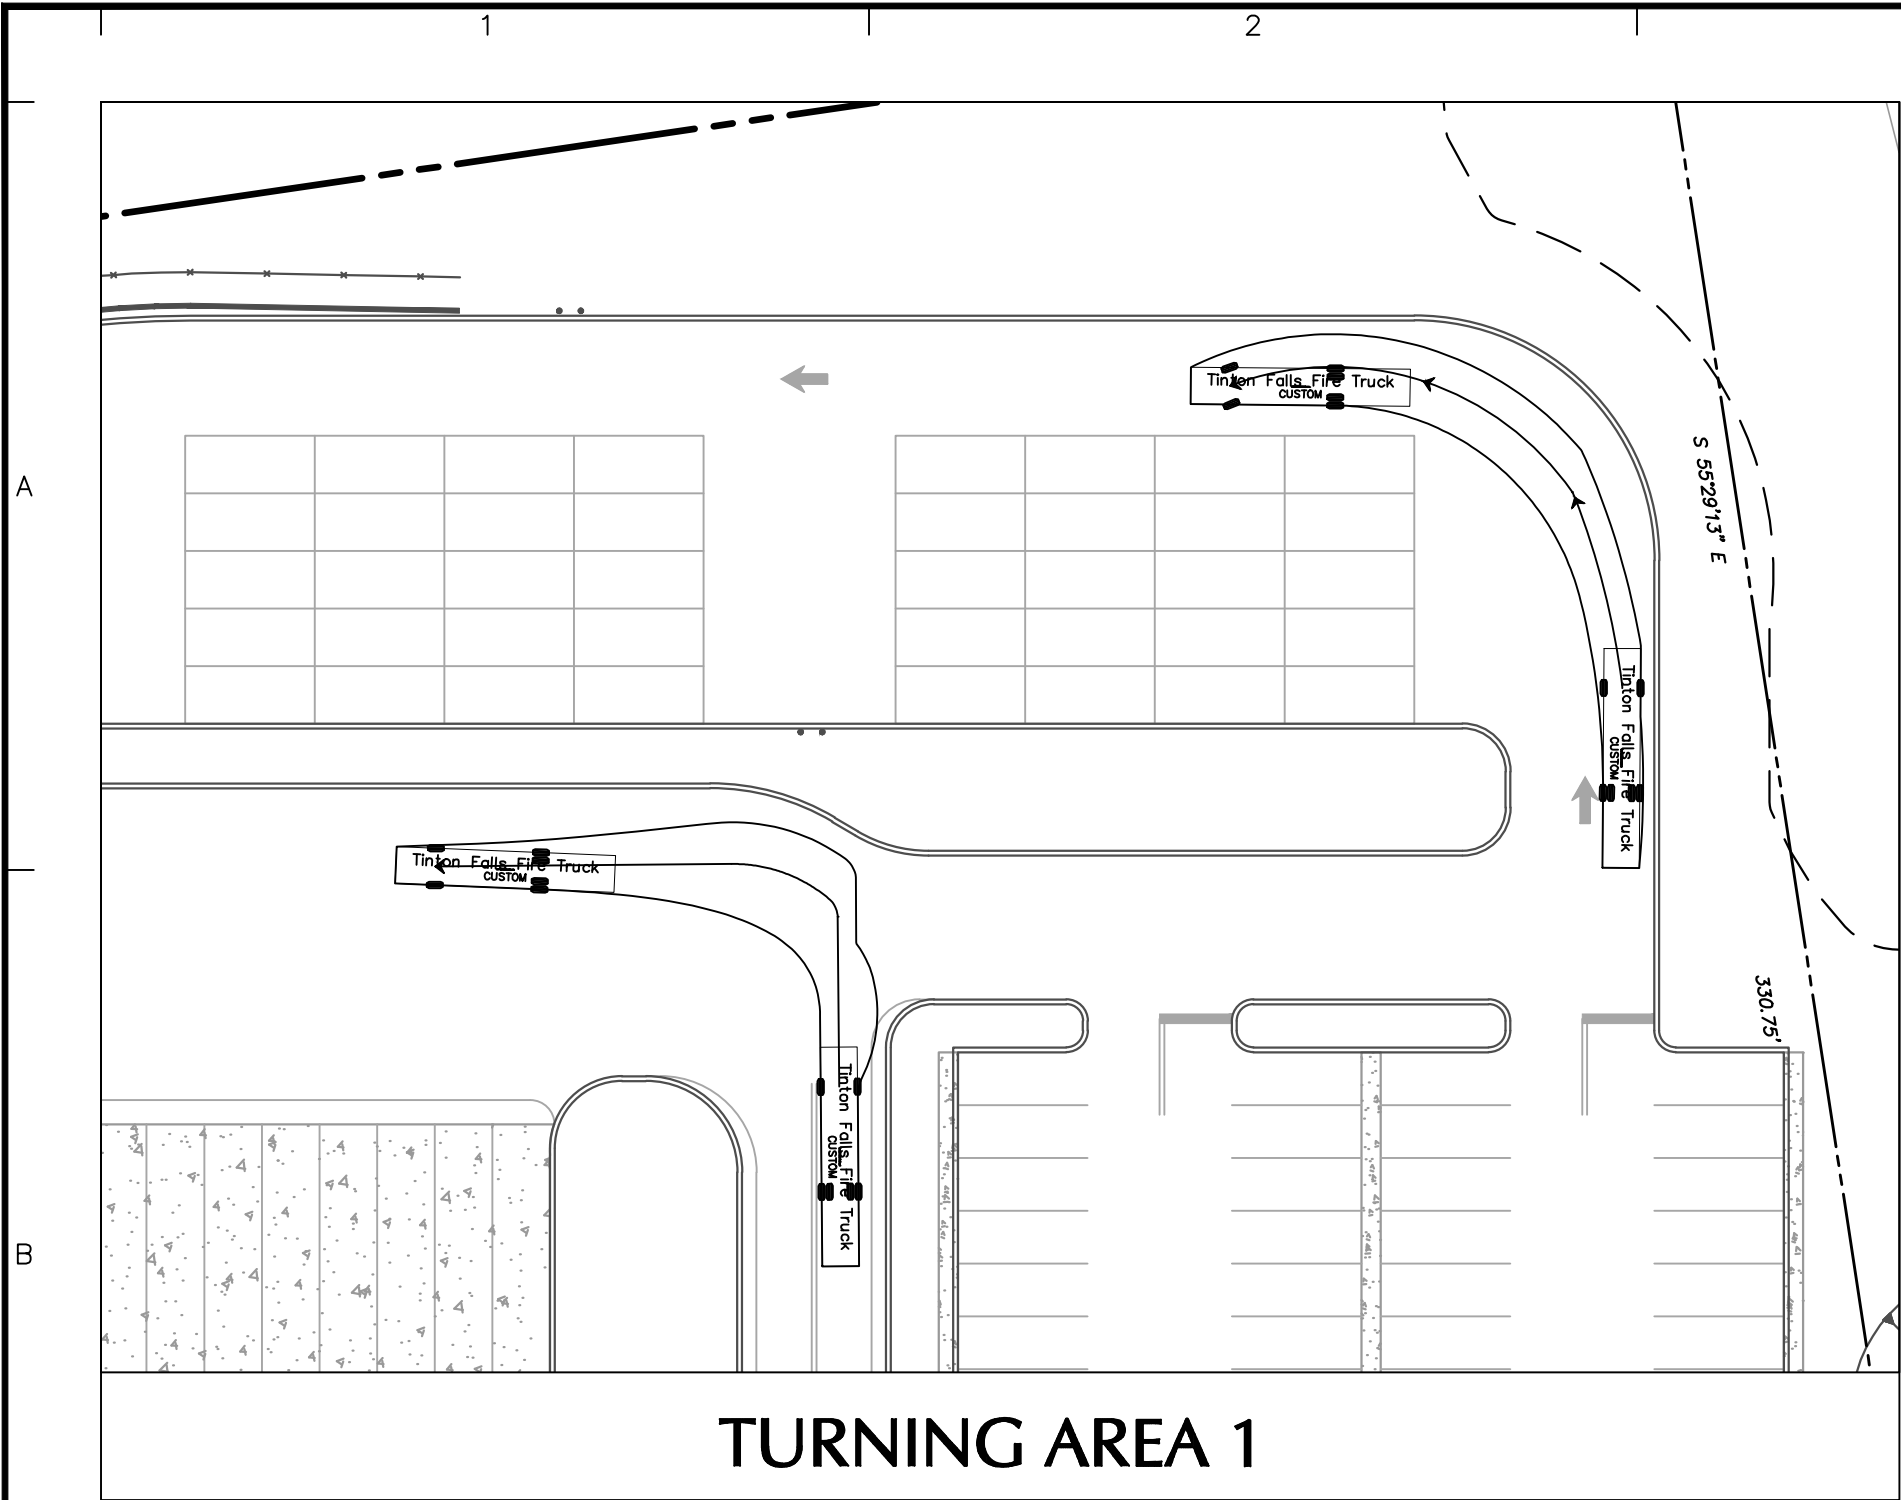 1
2
A
Tinton Falls Fire Truck
CUSTOM
S 55°29'13" E
Tinton Falls Fire Truck
CUSTOM
Tinton Falls Fire Truck
CUSTOM
330.75'
Tinton Falls Fire Truck
CUSTOM
B
TURNING AREA 1